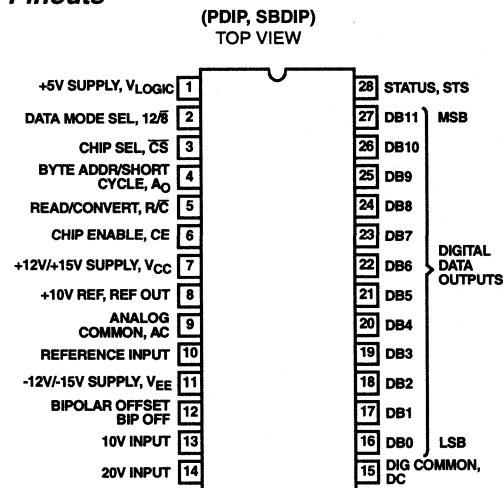 Pinouts
(PDIP, SBDIP)
TOP VIEW
+5V SUPPLY, VLOGIC 1
DATA MODE SEL, 12/8̅ 2
CHIP SEL, C̅S̅ 3
BYTE ADDR/SHORT
CYCLE, AO 4
READ/CONVERT, R/C̅ 5
CHIP ENABLE, CE 6
+12V/+15V SUPPLY, VCC 7
+10V REF, REF OUT 8
ANALOG
COMMON, AC 9
REFERENCE INPUT 10
-12V/-15V SUPPLY, VEE 11
BIPOLAR OFFSET
BIP OFF 12
10V INPUT 13
20V INPUT 14
28 STATUS, STS
27 DB11 MSB
26 DB10
25 DB9
24 DB8
23 DB7
22 DB6
21 DB5
20 DB4
19 DB3
18 DB2
17 DB1
16 DB0 LSB
15 DIG COMMON,
DC
DIGITAL
DATA
OUTPUTS